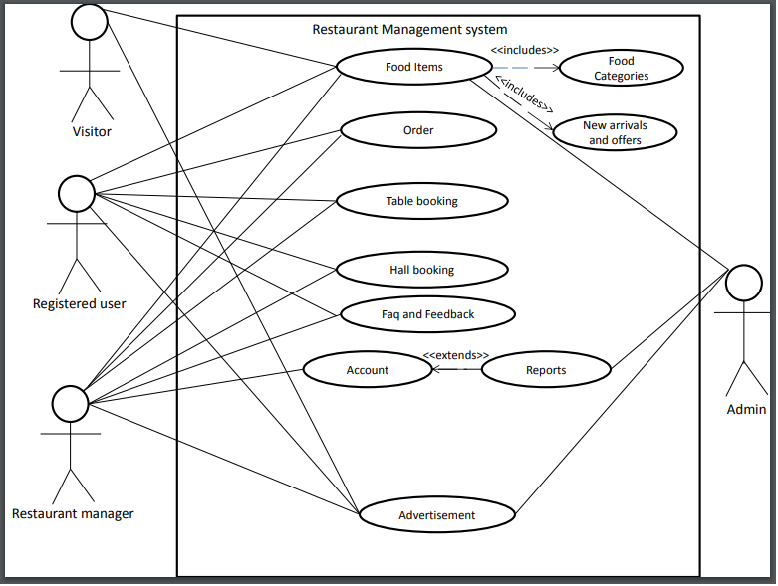 Restaurant Management system
Food Items
<<includes>>
Food
Categories
<<includes>>
New arrivals
and offers
Visitor
Order
Table booking
Registered user
Hall booking
Faq and Feedback
Account
<<extends>>
Reports
Admin
Restaurant manager
Advertisement